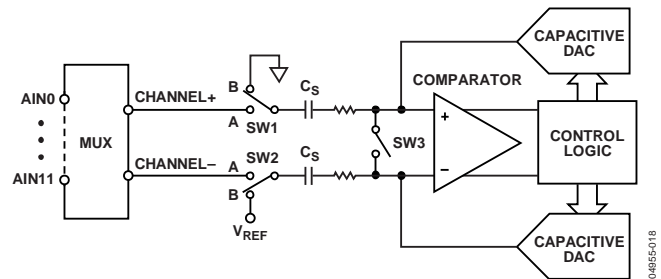 CAPACITIVE
DAC
B
CS
COMPARATOR
AIN0
CHANNEL+
A
SW1
+
MUX
SW3
CONTROL
LOGIC
CHANNEL–
A
SW2
CS
–
AIN11
B
VREF
CAPACITIVE
DAC
04955-018